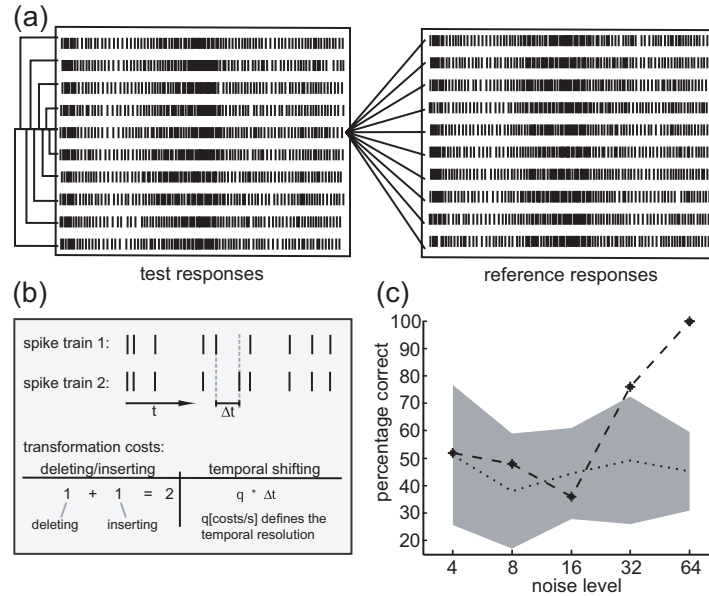 (a)
test responses
reference responses
(b)
spike train 1:
spike train 2:
t
Δt
transformation costs:
deleting/inserting
temporal shifting
1 + 1 = 2
q * Δt
deleting
inserting
q[costs/s] defines the
temporal resolution
(c)
percentage correct
100
90
80
70
60
50
40
30
20
4 8 16 32 64
noise level